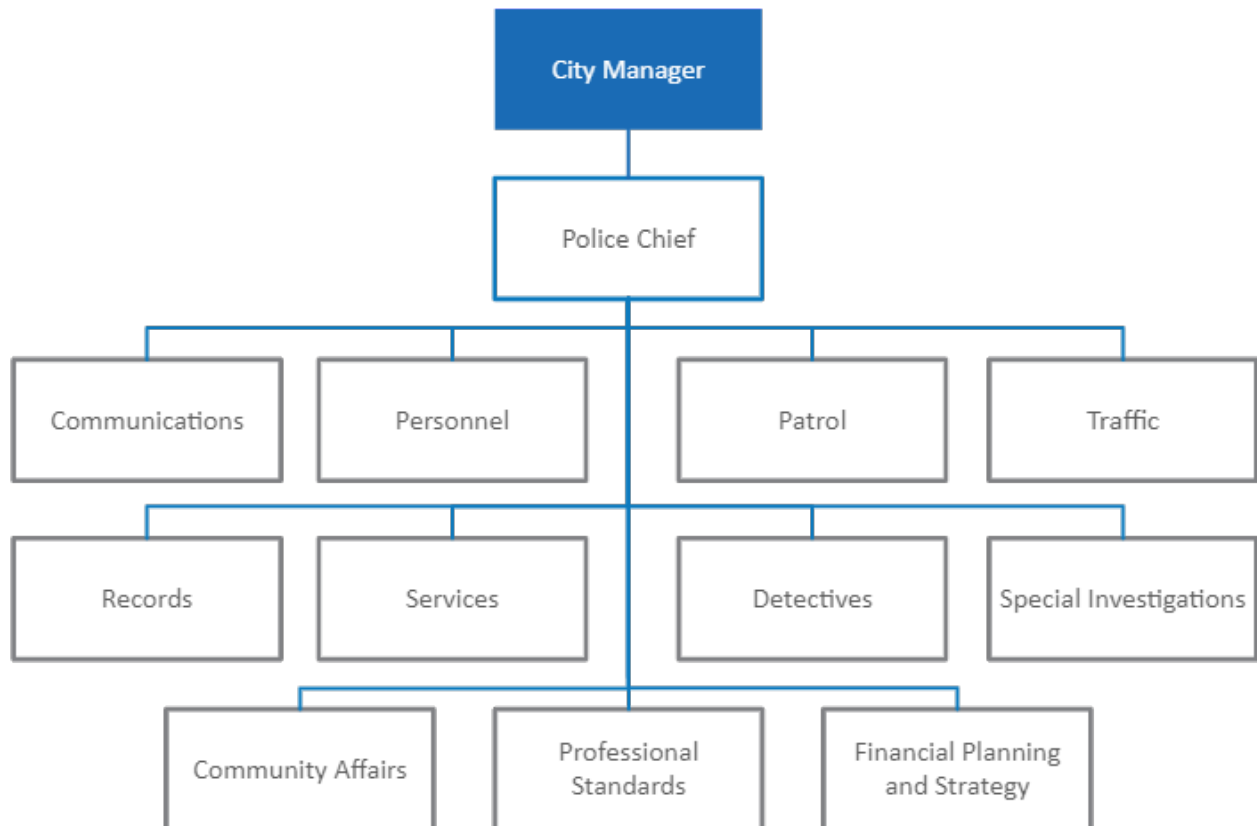 City Manager
Police Chief
Communications
Personnel
Patrol
Traffic
Records
Services
Detectives
Special Investigations
Community Affairs
Professional
Standards
Financial Planning
and Strategy